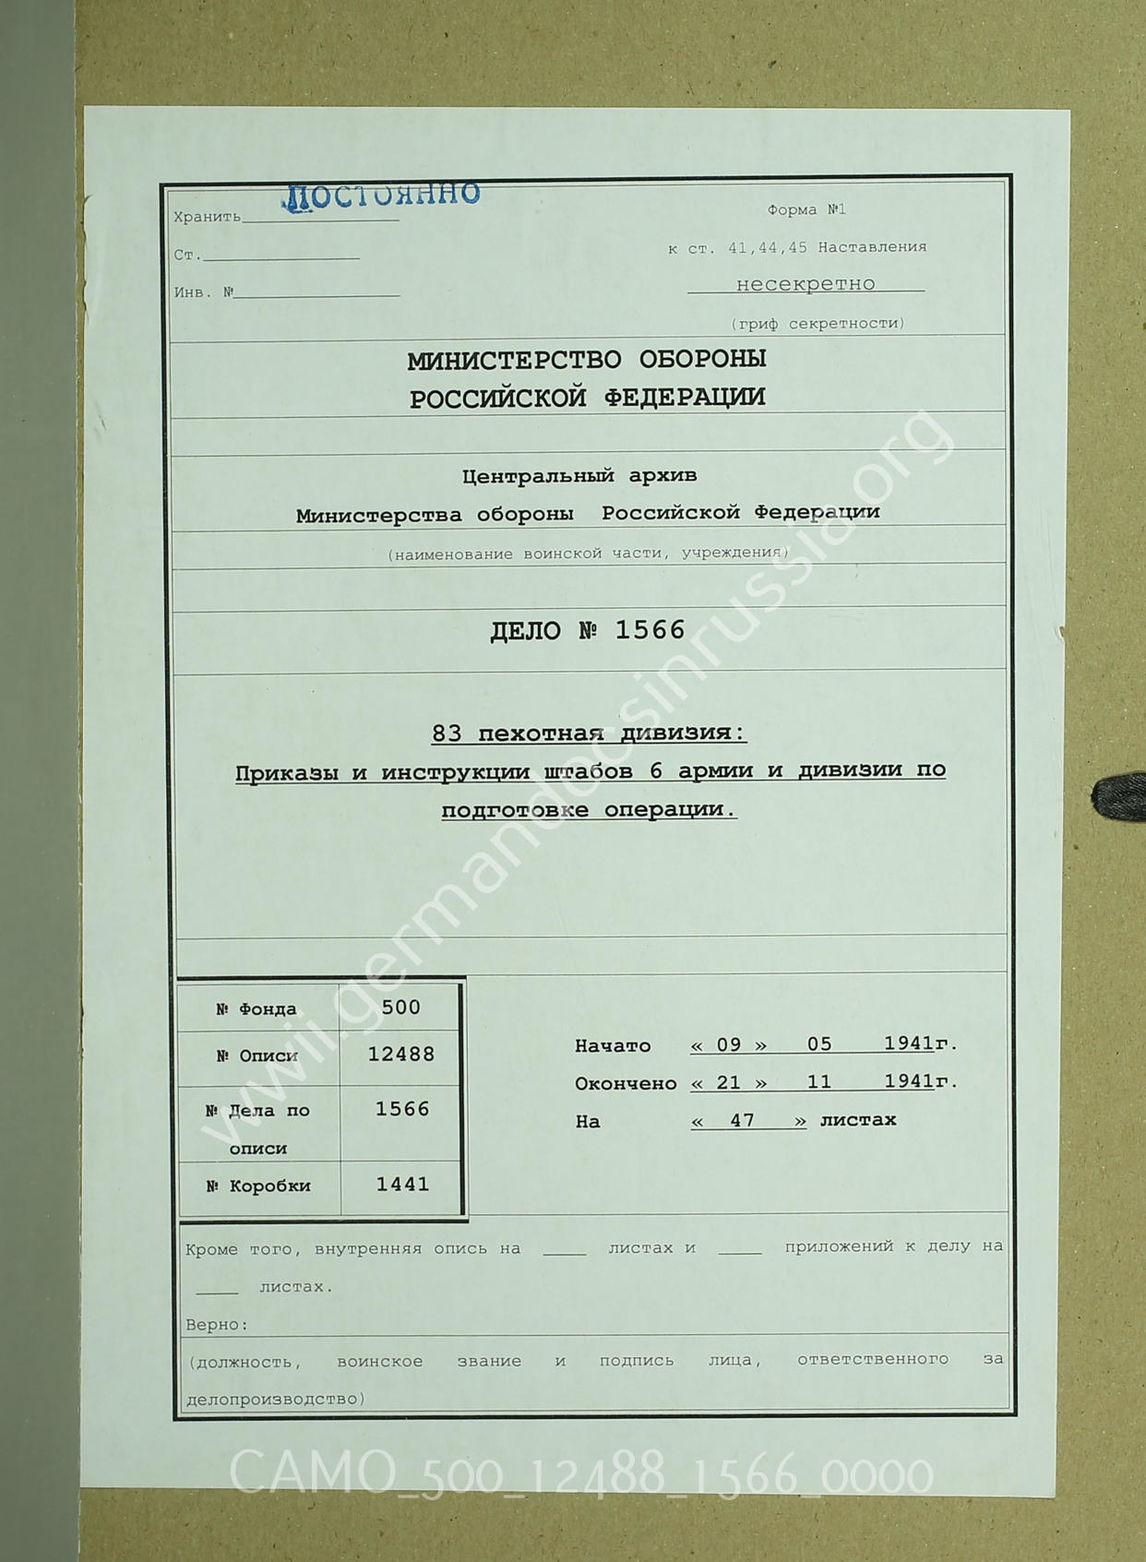 ПОСТОЯННО
Хранить
Форма №1
Ст.
к ст. 41,44,45 Наставления
Инв. №
несекретно
(гриф секретности)
МИНИСТЕРСТВО ОБОРОНЫ
РОССИЙСКОЙ ФЕДЕРАЦИИ
Центральный архив
Министерства обороны Российской Федерации
(наименование воинской части, учреждения)
ДЕЛО № 1566
83 пехотная дивизия:
Приказы и инструкции штабов 6 армии и дивизии по
подготовке операции.
№ Фонда 500
№ Описи 12488
№ Дела по 1566
описи
№ Коробки 1441
Начато « 09 » 05 1941г.
Окончено « 21 » 11 1941г.
На « 47 » листах
Кроме того, внутренняя опись на ____ листах и ____ приложений к делу на
____ листах.
Верно:
(должность, воинское звание и подпись лица, ответственного за
делопроизводство)
wwii.germandocsinrussia.org
CAMO_500_12488_1566_0000